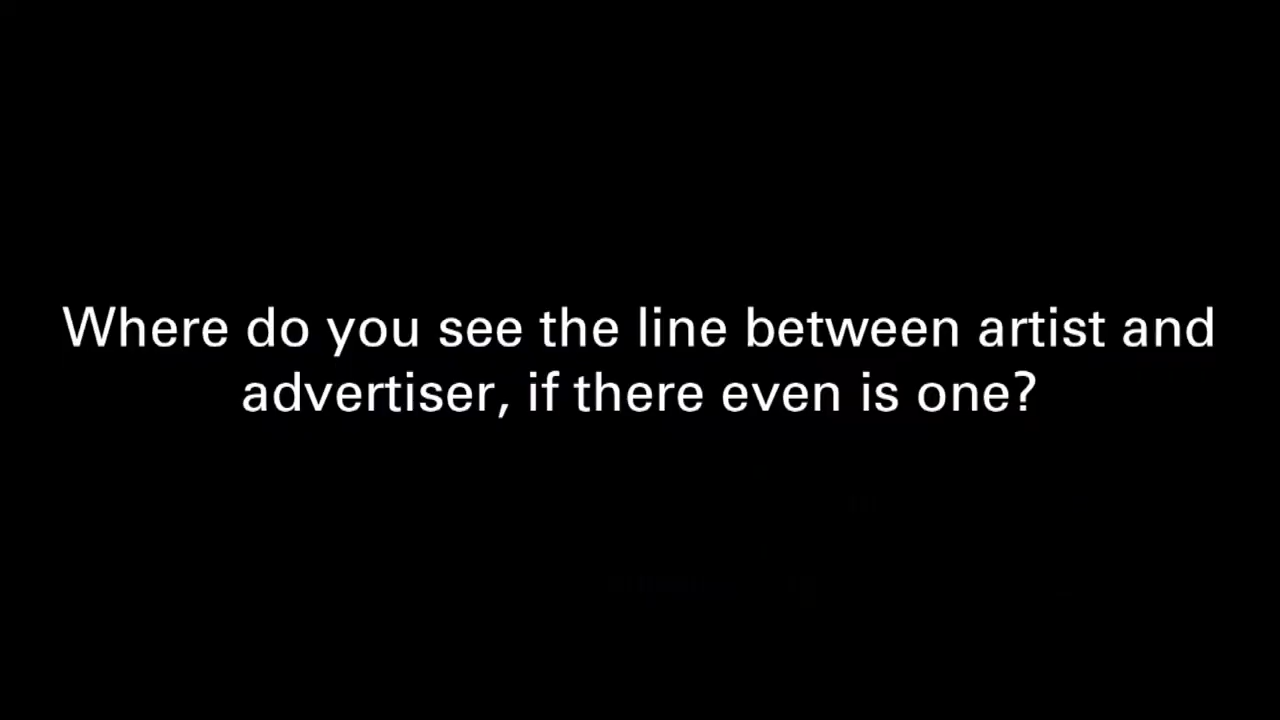 Where do you see the line between artist and
advertiser, if there even is one?